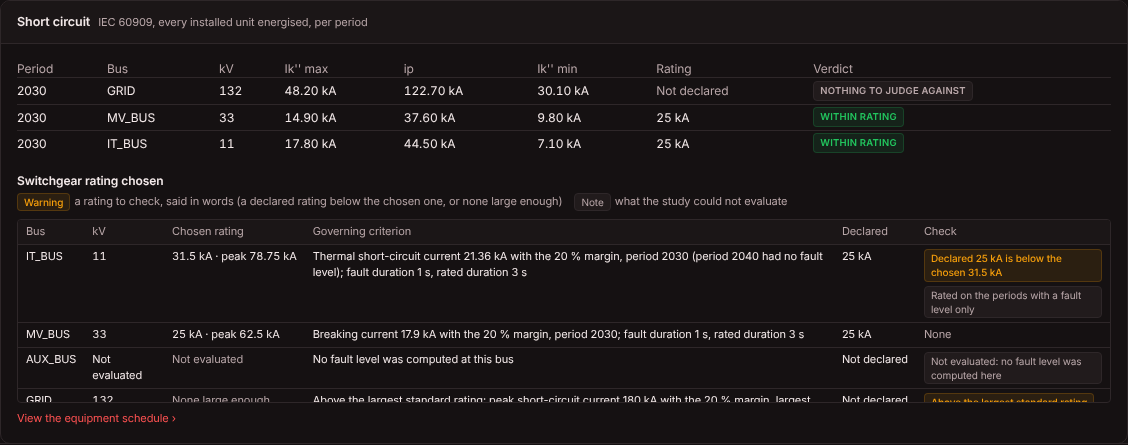 Short circuit IEC 60909, every installed unit energised, per period
Period Bus kV Ik'' max ip Ik'' min Rating Verdict
2030 GRID 132 48.20 kA 122.70 kA 30.10 kA Not declared NOTHING TO JUDGE AGAINST
2030 MV_BUS 33 14.90 kA 37.60 kA 9.80 kA 25 kA WITHIN RATING
2030 IT_BUS 11 17.80 kA 44.50 kA 7.10 kA 25 kA WITHIN RATING
Switchgear rating chosen
Warning a rating to check, said in words (a declared rating below the chosen one, or none large enough) Note what the study could not evaluate
Bus kV Chosen rating Governing criterion Declared Check
IT_BUS 11 31.5 kA · peak 78.75 kA Thermal short-circuit current 21.36 kA with the 20 % margin, period 2030 (period 2040 had no fault
level); fault duration 1 s, rated duration 3 s
25 kA
Declared 25 kA is below the
chosen 31.5 kA
Rated on the periods with a fault
level only
MV_BUS 33 25 kA · peak 62.5 kA Breaking current 17.9 kA with the 20 % margin, period 2030; fault duration 1 s, rated duration 3 s 25 kA None
AUX_BUS Not
evaluated
Not evaluated No fault level was computed at this bus Not declared
Not evaluated: no fault level was
computed here
GRID 132 None large enough Above the largest standard rating: peak short-circuit current 180 kA with the 20 % margin, largest Not declared Above the largest standard rating
View the equipment schedule ›